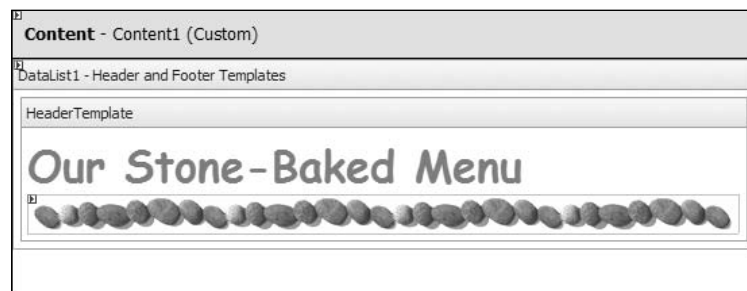 Content - Content1 (Custom)
DataList1 - Header and Footer Templates
HeaderTemplate
Our Stone-Baked Menu